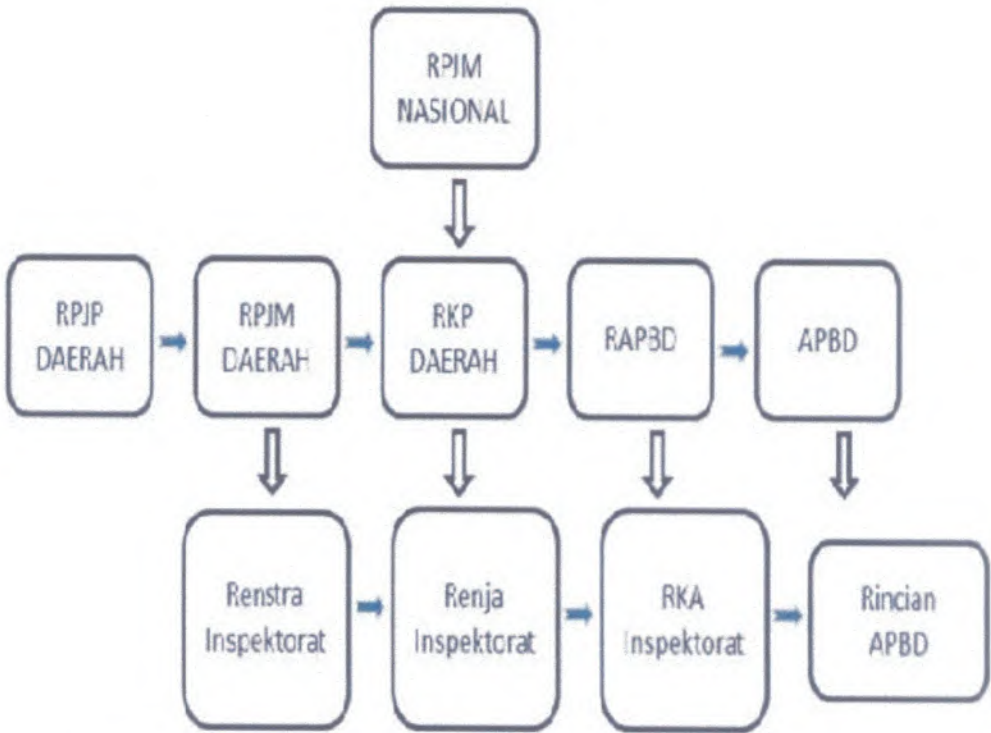 RPJM
NASIONAL
RPJP
DAERAH
RPJM
DAERAH
RKP
DAERAH
RAPBD
APBD
Renstra
Inspektorat
Renja
Inspektorat
RKA
Inspektorat
Rincian
APBD